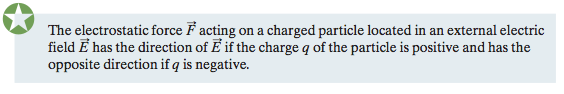 The electrostatic force F⃗ acting on a charged particle located in an external electric
field E⃗ has the direction of E⃗ if the charge q of the particle is positive and has the
opposite direction if q is negative.